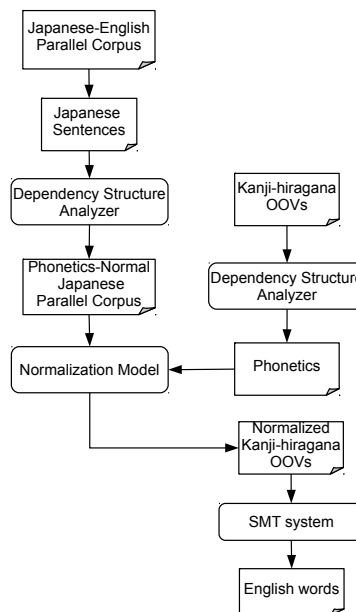 Japanese-English
Parallel Corpus
Japanese
Sentences
Dependency Structure
Analyzer
Phonetics-Normal
Japanese
Parallel Corpus
Normalization Model
Kanji-hiragana
OOVs
Dependency Structure
Analyzer
Phonetics
Normalized
Kanji-hiragana
OOVs
SMT system
English words